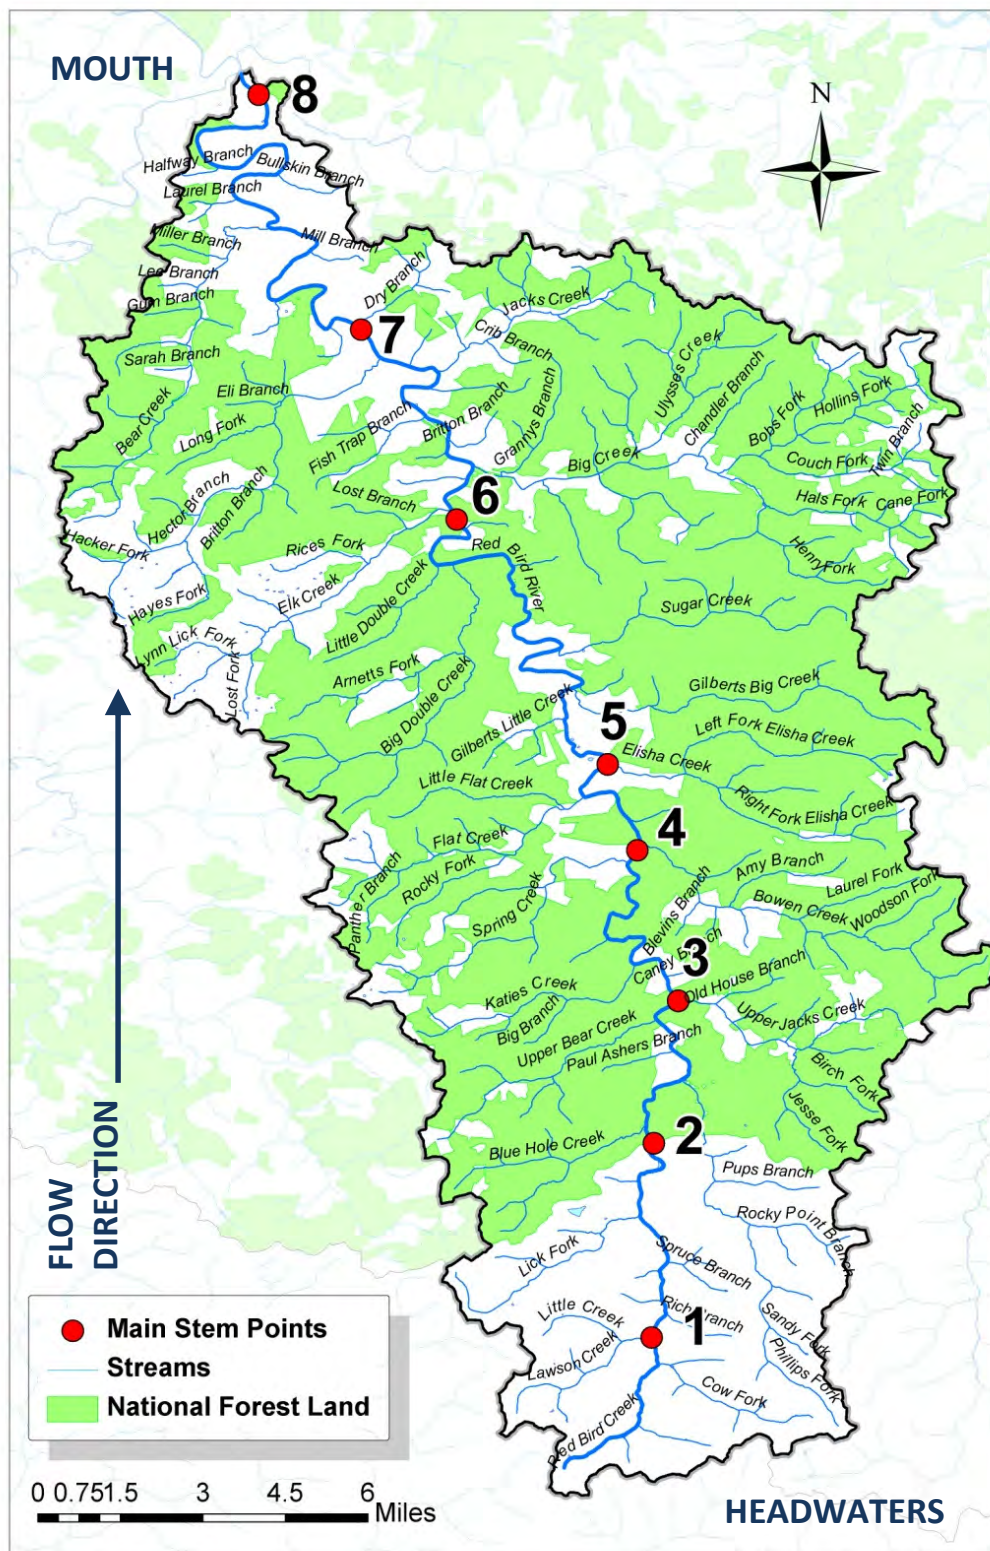 MOUTH
N
8
Halfway Branch
Bullskin Branch
Laurel Branch
Miller Branch
Mill Branch
Lee Branch
Dry Branch
Gum Branch
Jacks Creek
7
Crib Branch
Sarah Branch
Ulysses Creek
Chandler Branch
Eli Branch
Bear Creek
Long Fork
Fish Trap Branch
Britton Branch
Grannys Branch
Bobs Fork
Hollins Fork
Twin Branch
Big Creek
Couch Fork
Hector Branch
Britton Branch
Lost Branch
6
Hals Fork
Cane Fork
Hacker Fork
Rices Fork
Red Bird River
Henry Fork
Hayes Fork
Elk Creek
Little Double Creek
Sugar Creek
Lynn Lick Fork
Lost Fork
Arnetts Fork
Big Double Creek
Gilberts Little Creek
Gilberts Big Creek
5
Left Fork Elisha Creek
Elisha Creek
Little Flat Creek
Right Fork Elisha Creek
4
Flat Creek
Rocky Fork
Panther Branch
Amy Branch
Laurel Fork
Spring Creek
Blevins Branch
Bowen Creek
Woodson Fork
Caney Branch
3
Old House Branch
Katies Creek
Big Branch
Upper Bear Creek
Upper Jacks Creek
Paul Ashers Branch
Birch Fork
Jesse Fork
2
Blue Hole Creek
Pups Branch
FLOW
DIRECTION
Rocky Point Branch
Lick Fork
Spruce Branch
Little Creek
Rich Branch
1
Sandy Fork
Lawson Creek
Phillips Fork
Cow Fork
Red Bird Creek
Main Stem Points
Streams
National Forest Land
0 0.75 1.5 3 4.5 6
Miles
HEADWATERS